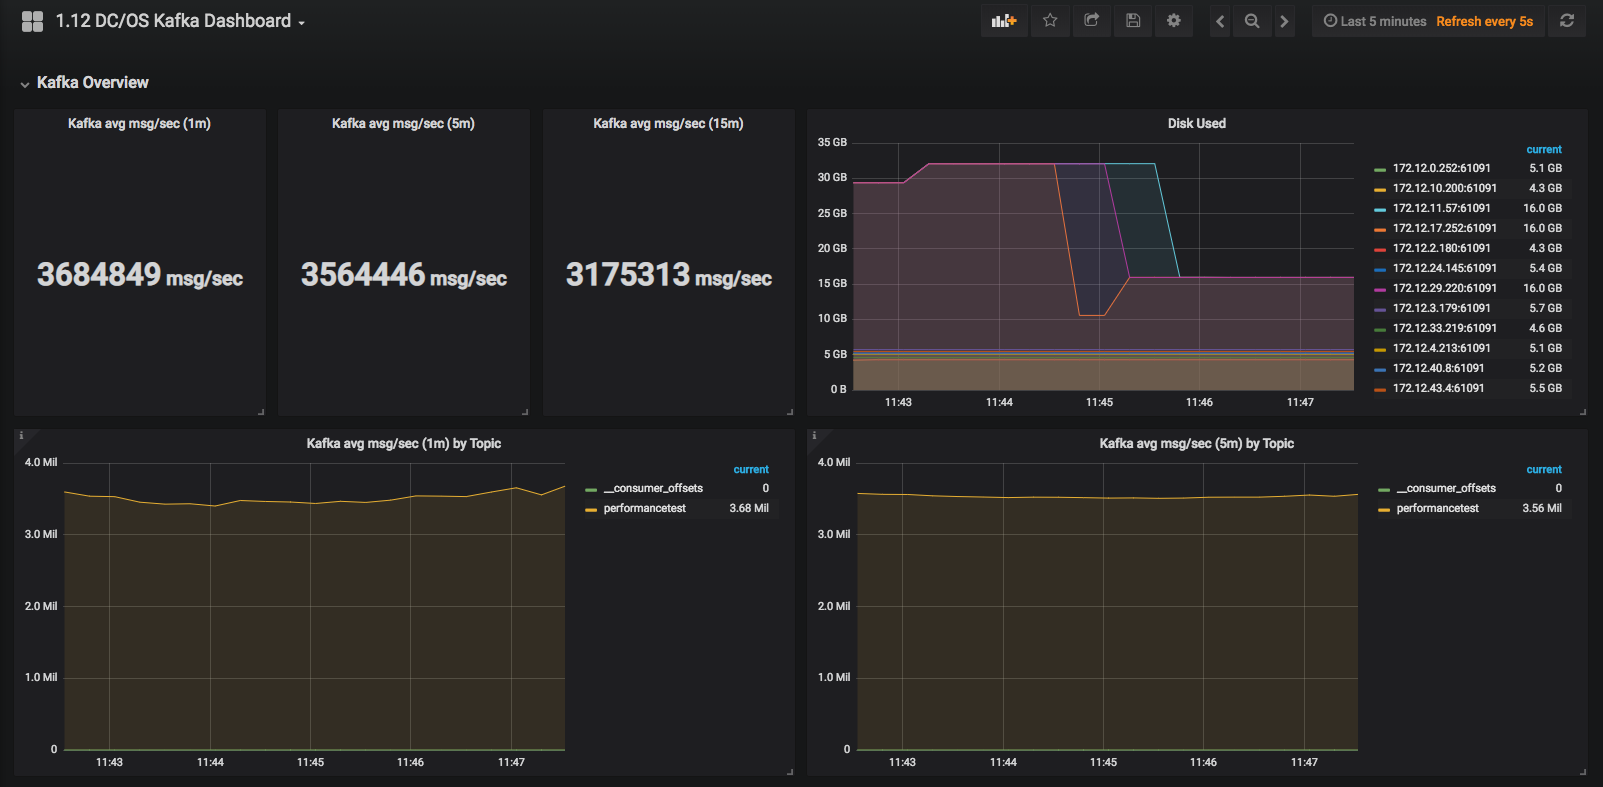 1.12 DC/OS Kafka Dashboard
Last 5 minutes Refresh every 5s
Kafka Overview
Kafka avg msg/sec (1m)
3684849 msg/sec
Kafka avg msg/sec (5m)
3564446 msg/sec
Kafka avg msg/sec (15m)
3175313 msg/sec
Disk Used
35 GB
30 GB
25 GB
20 GB
15 GB
10 GB
5 GB
0 B
11:43 11:44 11:45 11:46 11:47
current
172.12.0.252:61091 5.1 GB
172.12.10.200:61091 4.3 GB
172.12.11.57:61091 16.0 GB
172.12.17.252:61091 16.0 GB
172.12.2.180:61091 4.3 GB
172.12.24.145:61091 5.4 GB
172.12.29.220:61091 16.0 GB
172.12.3.179:61091 5.7 GB
172.12.33.219:61091 4.6 GB
172.12.4.213:61091 5.1 GB
172.12.40.8:61091 5.2 GB
172.12.43.4:61091 5.5 GB
i
Kafka avg msg/sec (1m) by Topic
4.0 Mil
3.0 Mil
2.0 Mil
1.0 Mil
0
11:43 11:44 11:45 11:46 11:47
current
__consumer_offsets 0
performancetest 3.68 Mil
i
Kafka avg msg/sec (5m) by Topic
4.0 Mil
3.0 Mil
2.0 Mil
1.0 Mil
0
11:43 11:44 11:45 11:46 11:47
current
__consumer_offsets 0
performancetest 3.56 Mil